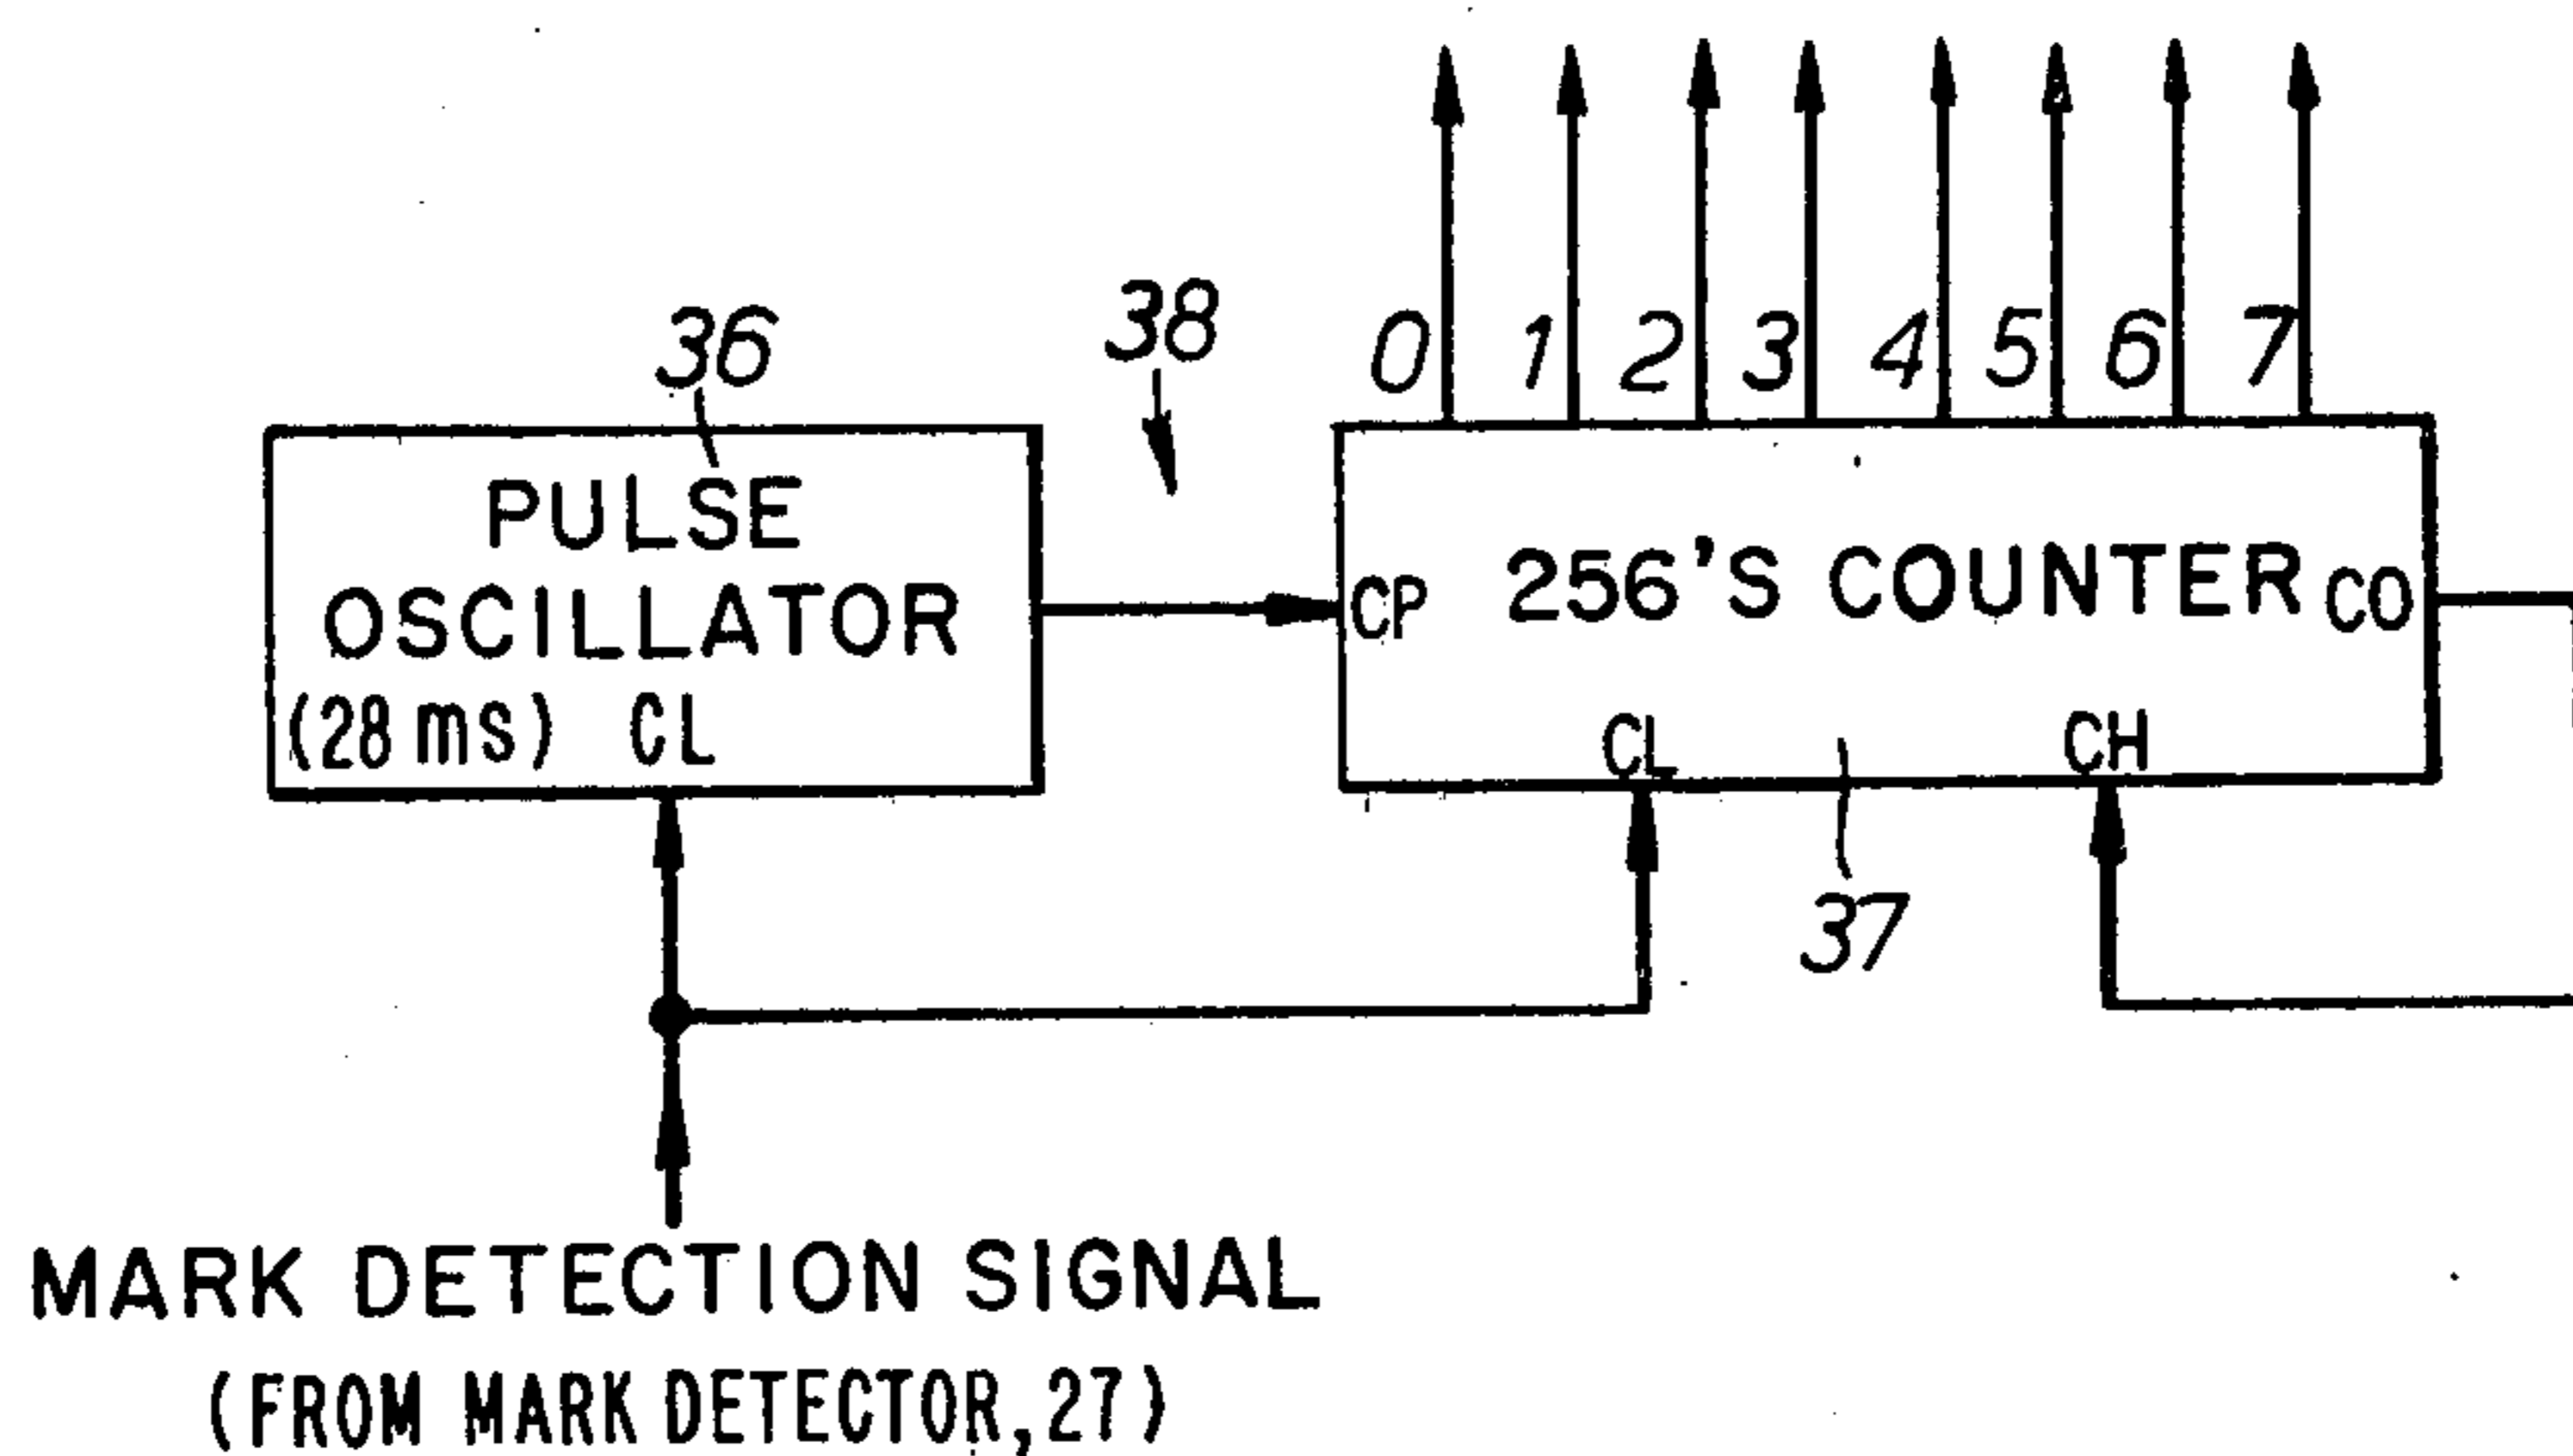 38
36
0 1 2 3 4 5 6 7
PULSE
OSCILLATOR
(28 ms) CL
CP 256'S COUNTER CO
CL CH
37
MARK DETECTION SIGNAL
(FROM MARK DETECTOR, 27)